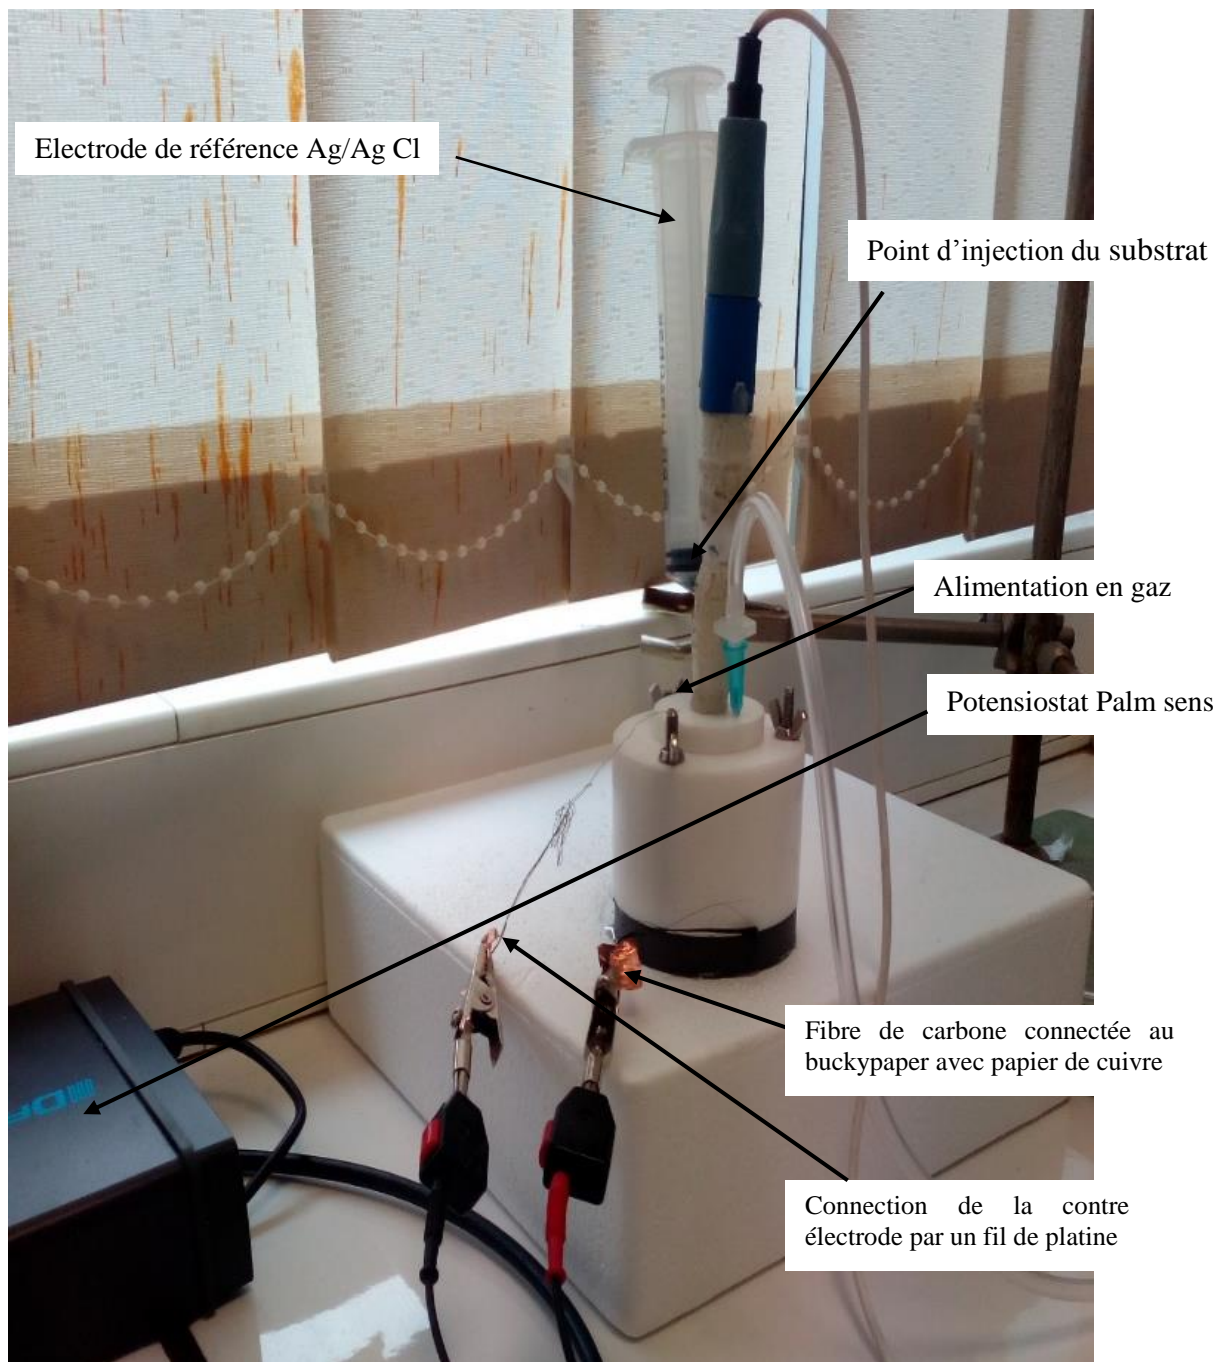 Electrode de référence Ag/Ag Cl
Point d’injection du substrat
Alimentation en gaz
Potensiostat Palm sens
Fibre de carbone connectée au
buckypaper avec papier de cuivre
Connection de la contre
électrode par un fil de platine